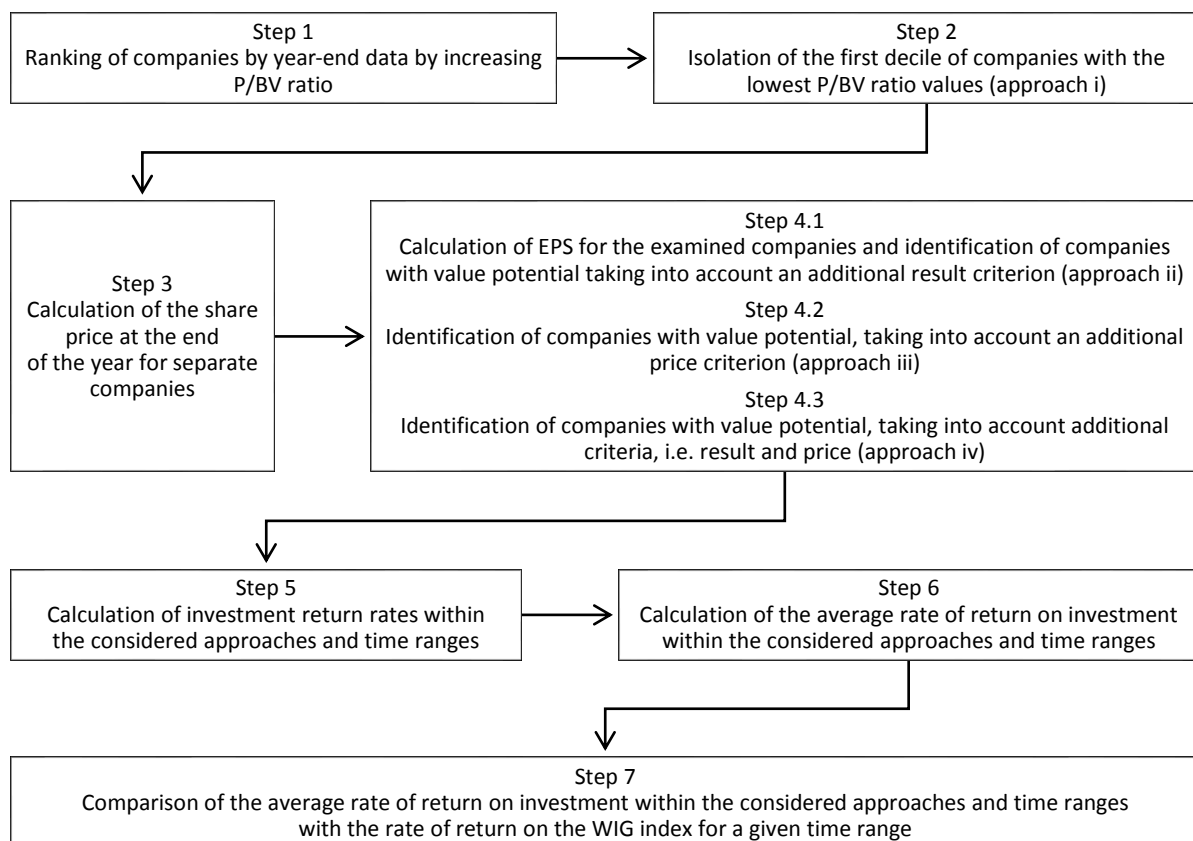 Step 1
Ranking of companies by year-end data by increasing
P/BV ratio
Step 2
Isolation of the first decile of companies with the
lowest P/BV ratio values (approach i)
Step 3
Calculation of the share
price at the end
of the year for separate
companies
Step 4.1
Calculation of EPS for the examined companies and identification of companies
with value potential taking into account an additional result criterion (approach ii)
Step 4.2
Identification of companies with value potential, taking into account an additional
price criterion (approach iii)
Step 4.3
Identification of companies with value potential, taking into account additional
criteria, i.e. result and price (approach iv)
Step 5
Calculation of investment return rates within
the considered approaches and time ranges
Step 6
Calculation of the average rate of return on investment
within the considered approaches and time ranges
Step 7
Comparison of the average rate of return on investment within the considered approaches and time ranges
with the rate of return on the WIG index for a given time range